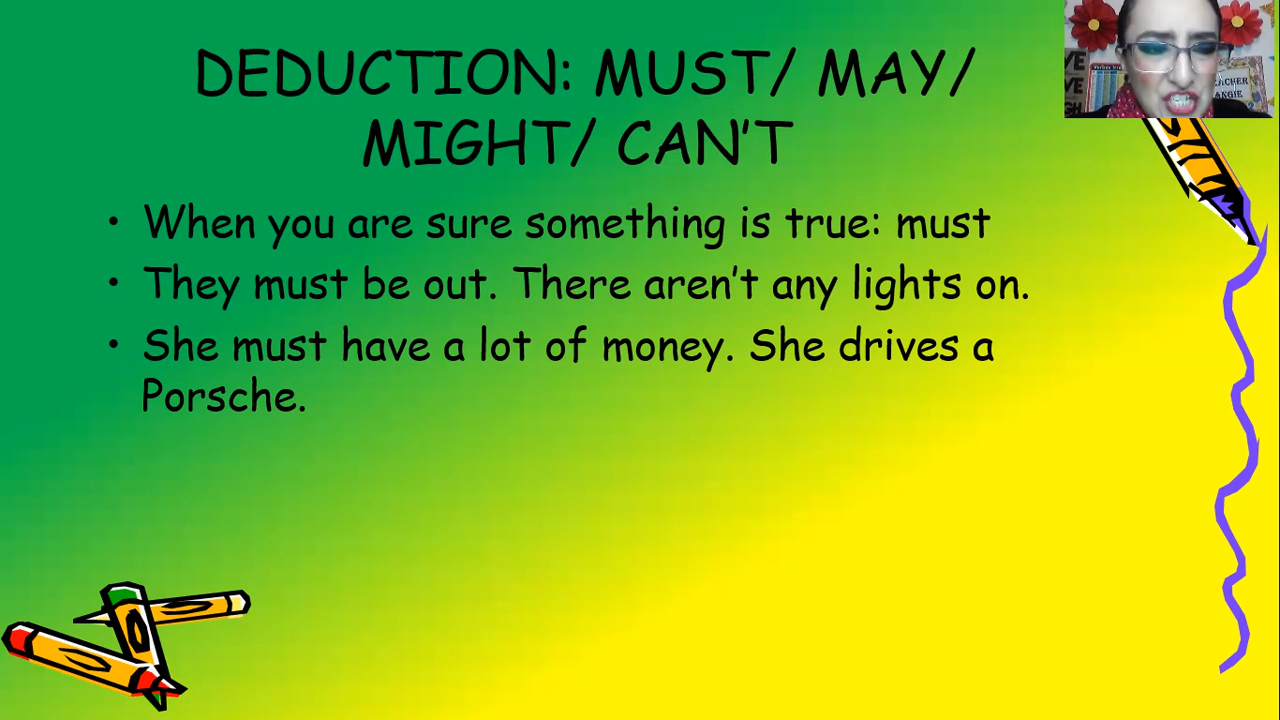 DEDUCTION: MUST/ MAY/
MIGHT/ CAN'T
• When you are sure something is true: must
• They must be out. There aren't any lights on.
• She must have a lot of money. She drives a
Porsche.